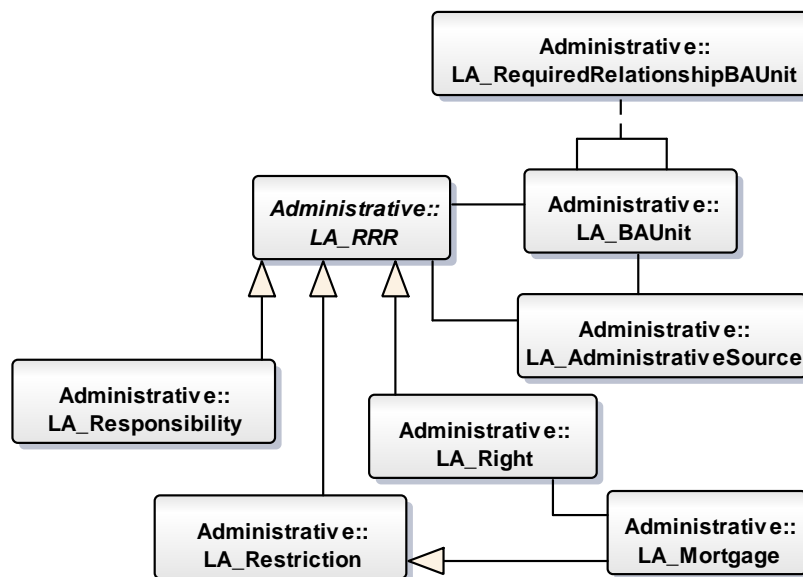 Administrative::
LA_RequiredRelationshipBAUnit
Administrative::
LA_RRR
Administrative::
LA_BAUnit
Administrative::
LA_AdministrativeSource
Administrative::
LA_Responsibility
Administrative::
LA_Right
Administrative::
LA_Restriction
Administrative::
LA_Mortgage